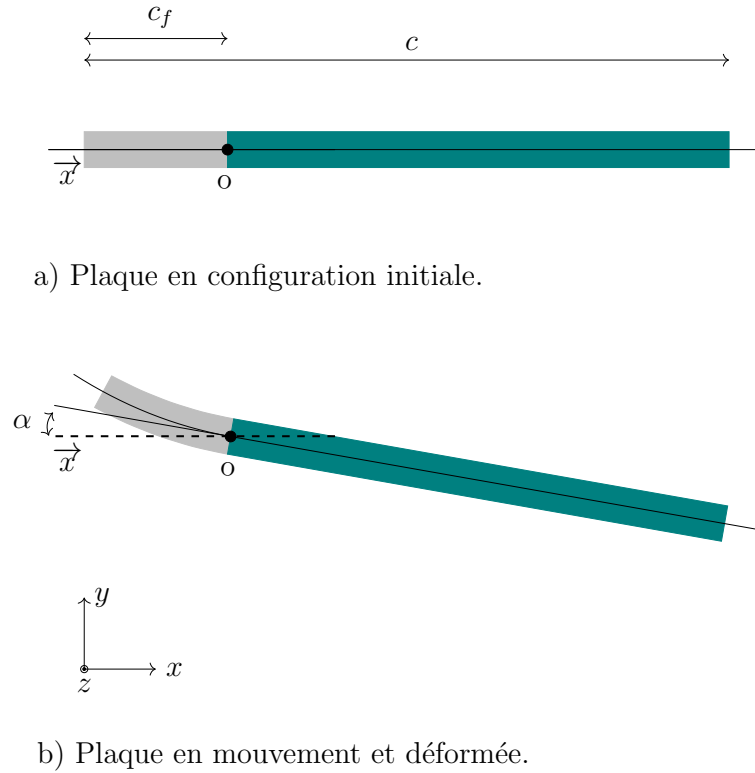 c_f
c
x
o
a) Plaque en configuration initiale.
α
x
o
y
x
z
b) Plaque en mouvement et déformée.